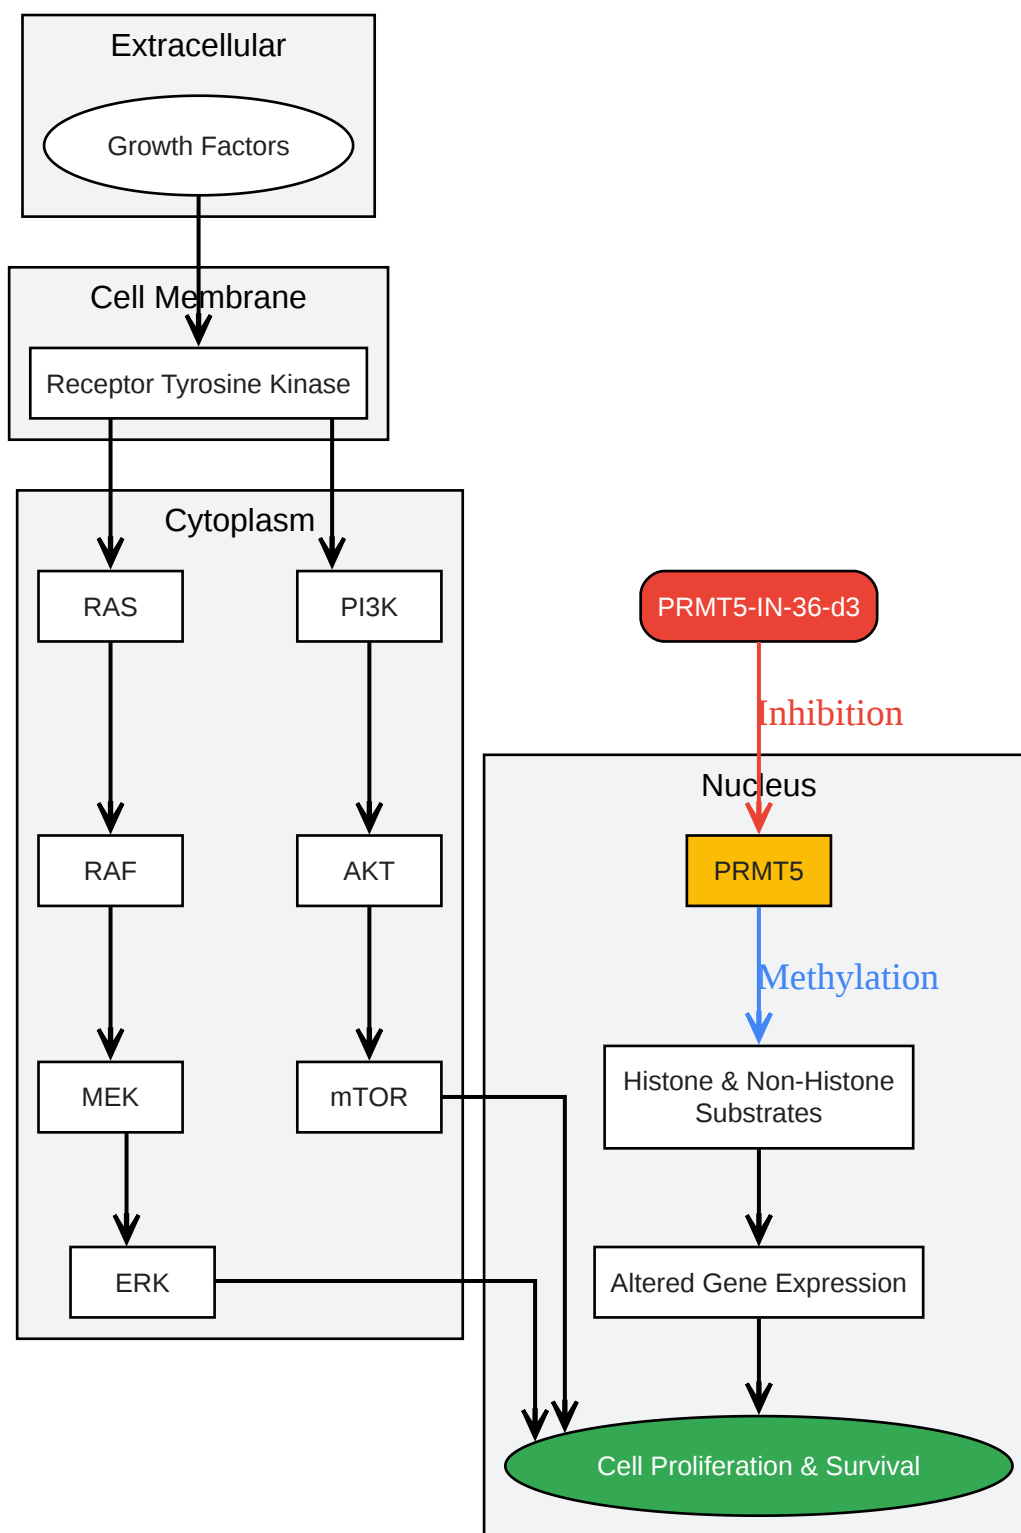 Extracellular
Growth Factors
Cell Membrane
Receptor Tyrosine Kinase
Cytoplasm
RAS
PI3K
PRMT5-IN-36-d3
Inhibition
Nucleus
RAF
AKT
PRMT5
Methylation
MEK
mTOR
Histone & Non-Histone
Substrates
ERK
Altered Gene Expression
Cell Proliferation & Survival